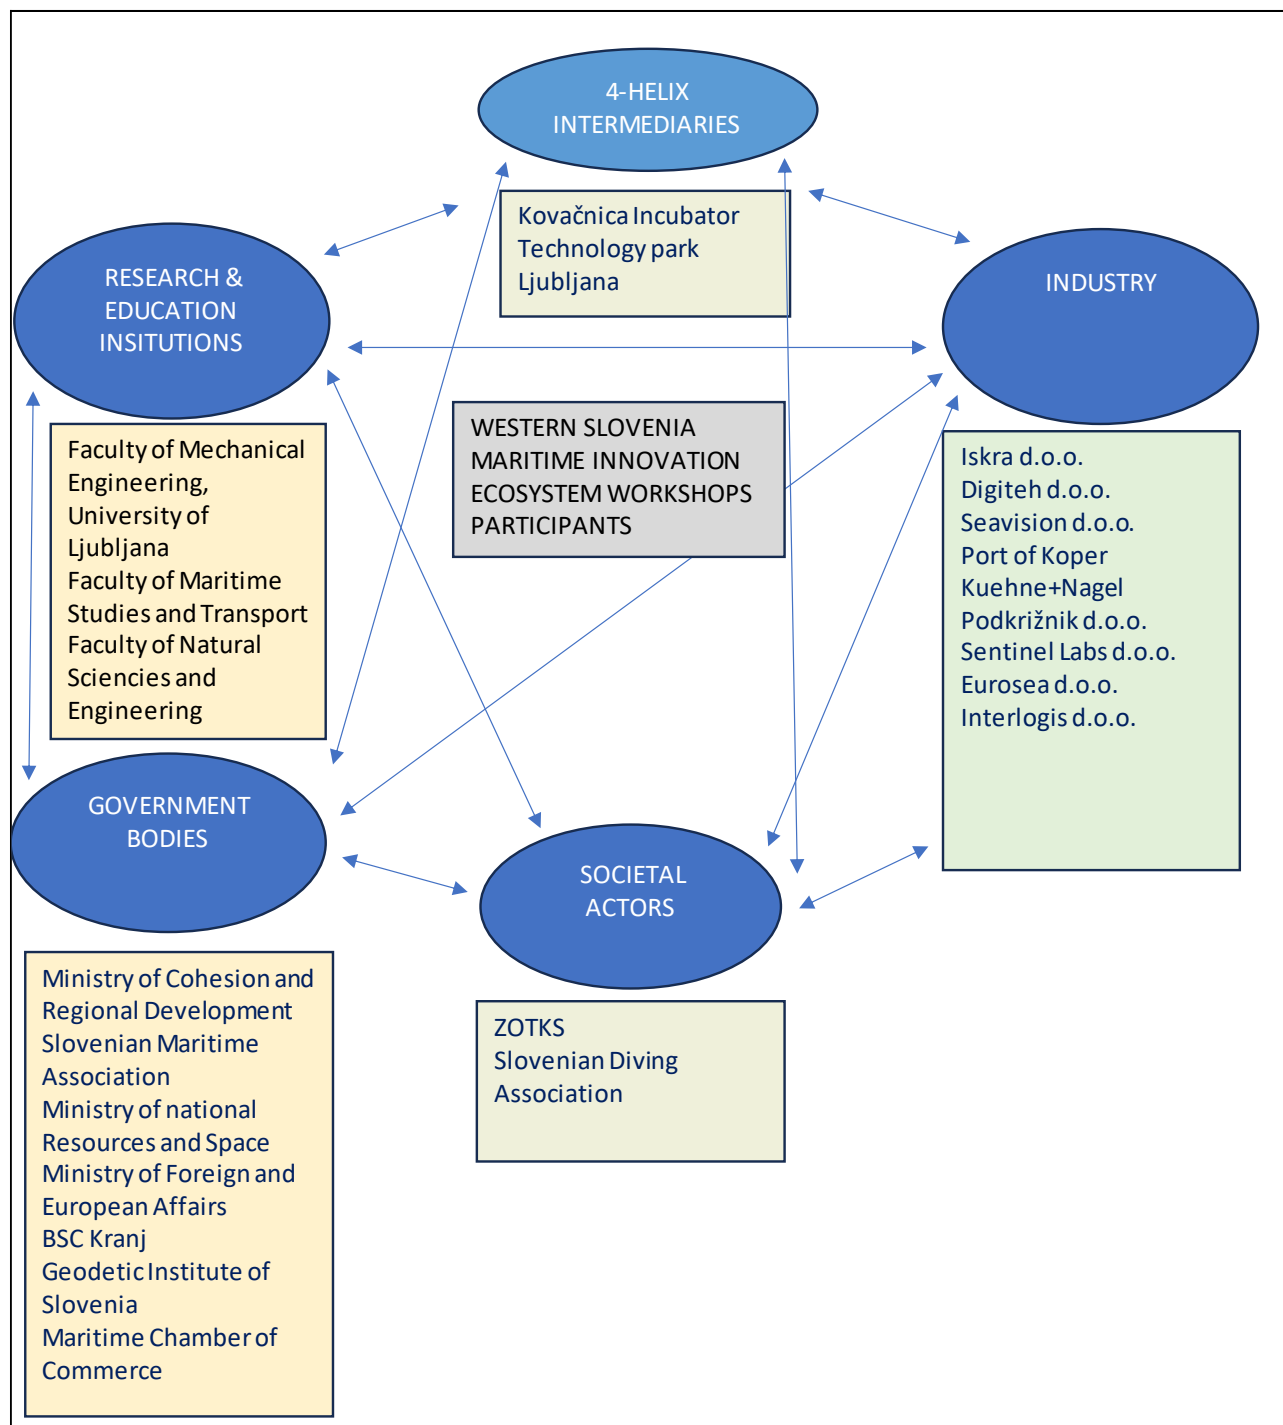 4-HELIX
INTERMEDIARIES
Kovačnica Incubator
Technology park
Ljubljana
RESEARCH &
EDUCATION
INSITUTIONS
INDUSTRY
WESTERN SLOVENIA
MARITIME INNOVATION
ECOSYSTEM WORKSHOPS
PARTICIPANTS
Faculty of Mechanical
Engineering,
University of
Ljubljana
Faculty of Maritime
Studies and Transport
Faculty of Natural
Sciencies and
Engineering
Iskra d.o.o.
Digiteh d.o.o.
Seavision d.o.o.
Port of Koper
Kuehne+Nagel
Podkrižnik d.o.o.
Sentinel Labs d.o.o.
Eurosea d.o.o.
Interlogis d.o.o.
GOVERNMENT
BODIES
SOCIETAL
ACTORS
Ministry of Cohesion and
Regional Development
Slovenian Maritime
Association
Ministry of national
Resources and Space
Ministry of Foreign and
European Affairs
BSC Kranj
Geodetic Institute of
Slovenia
Maritime Chamber of
Commerce
ZOTKS
Slovenian Diving
Association